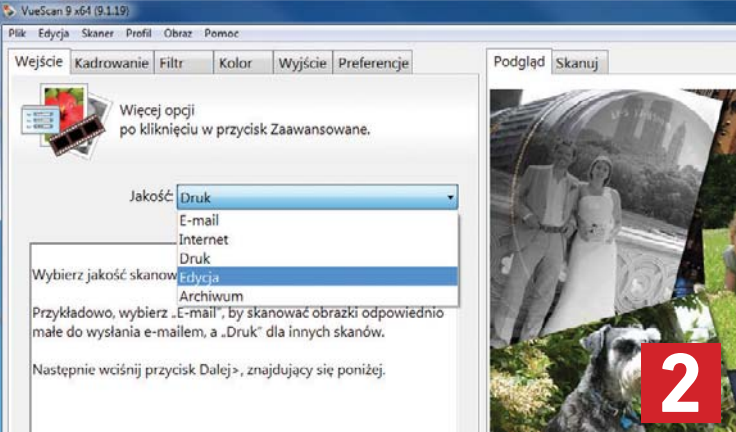 VueScan 9 x64 (9.1.19)
Plik Edycja Skaner Profil Obraz Pomoc
Wejście Kadrowanie Filtr Kolor Wyjście Preferencje
Podgląd Skanuj
Więcej opcji
po kliknięciu w przycisk Zaawansowane.
Jakość: Druk
E-mail
Internet
Druk
Edycja
Archiwum
Wybierz jakość skanow
Przykładowo, wybierz „E-mail”, by skanować obrazki odpowiednio
małe do wysłania e-mailem, a „Druk” dla innych skanów.
Następnie wciśnij przycisk Dalej>, znajdujący się poniżej.
2